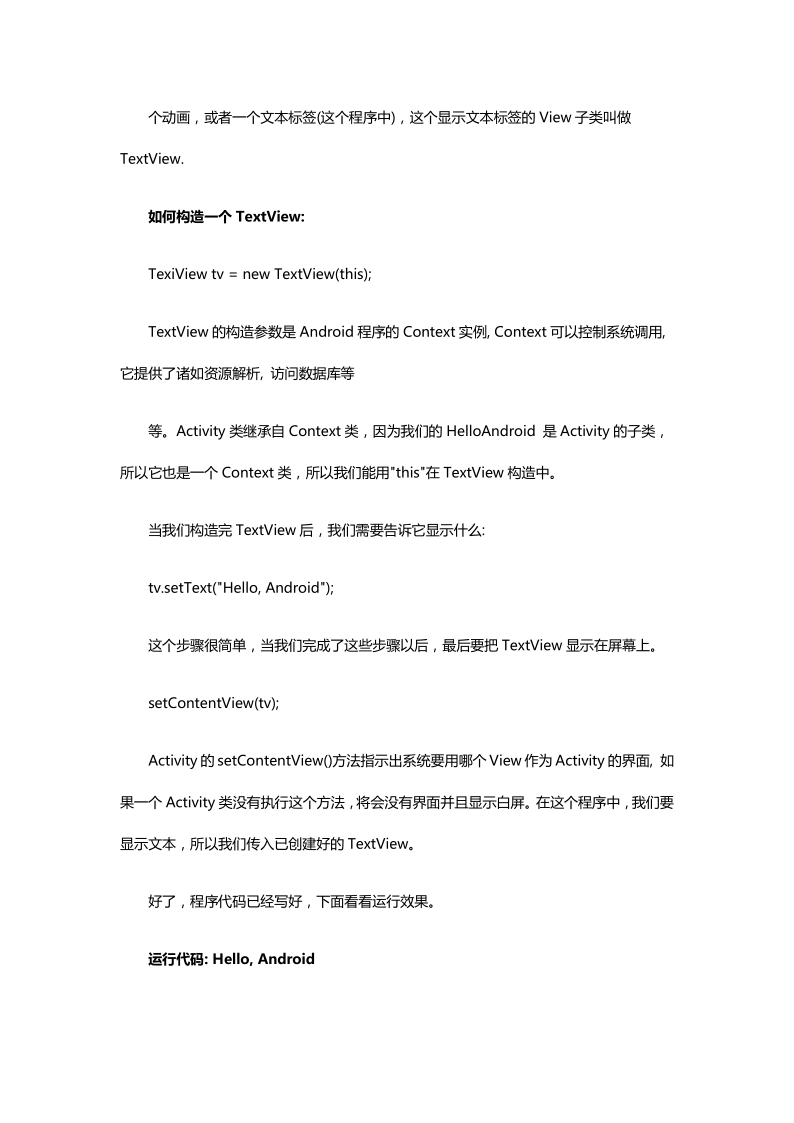 个动画，或者一个文本标签(这个程序中)，这个显示文本标签的 View 子类叫做
TextView.
如何构造一个 TextView:
TexiView tv = new TextView(this);
TextView 的构造参数是 Android 程序的 Context 实例, Context 可以控制系统调用,
它提供了诸如资源解析, 访问数据库等
等。Activity 类继承自 Context 类，因为我们的 HelloAndroid 是 Activity 的子类，
所以它也是一个 Context 类，所以我们能用"this"在 TextView 构造中。
当我们构造完 TextView 后，我们需要告诉它显示什么:
tv.setText("Hello, Android");
这个步骤很简单，当我们完成了这些步骤以后，最后要把 TextView 显示在屏幕上。
setContentView(tv);
Activity 的 setContentView()方法指示出系统要用哪个 View 作为 Activity 的界面, 如
果一个 Activity 类没有执行这个方法，将会没有界面并且显示白屏。在这个程序中，我们要
显示文本，所以我们传入已创建好的 TextView。
好了，程序代码已经写好，下面看看运行效果。
运行代码: Hello, Android